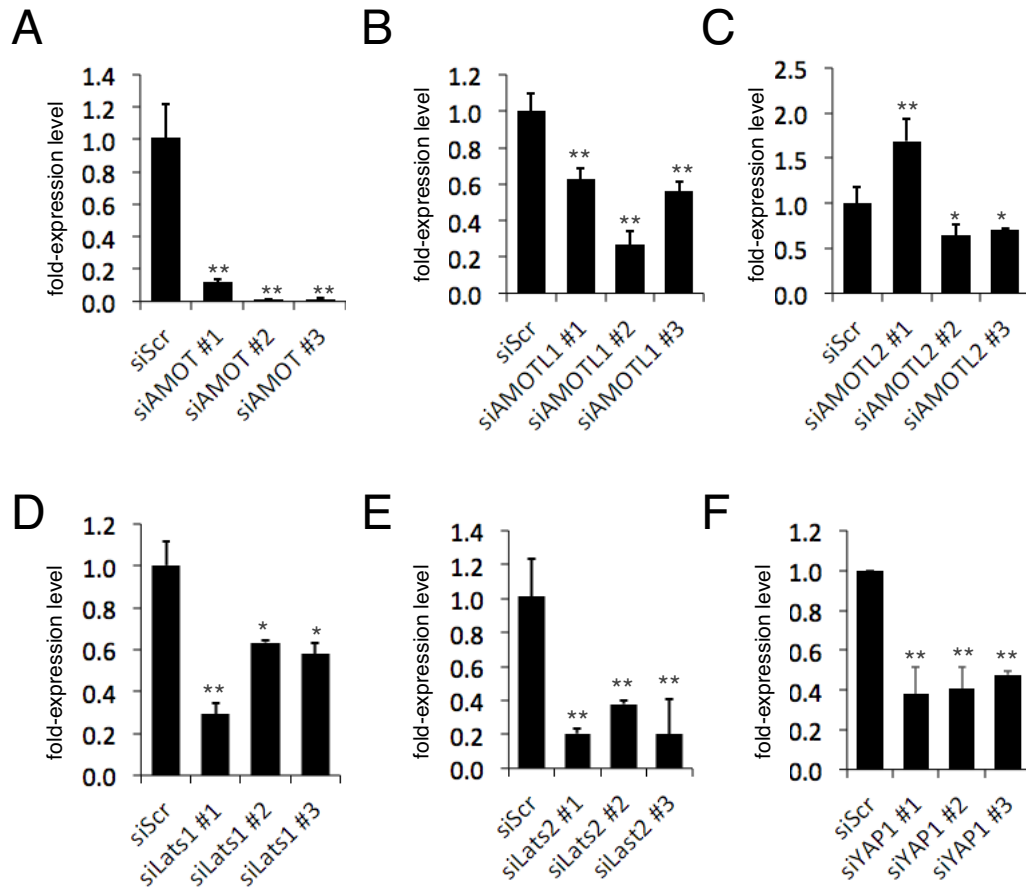 A
fold-expression level
1.4
1.2
1.0
0.8
0.6
0.4
0.2
0.0
**
**
**
siScr
siAMOT #1
siAMOT #2
siAMOT #3
B
fold-expression level
1.2
1.0
0.8
0.6
0.4
0.2
0.0
**
**
**
siScr
siAMOTL1 #1
siAMOTL1 #2
siAMOTL1 #3
C
fold-expression level
2.5
2.0
1.5
1.0
0.5
0.0
**
*
*
siScr
siAMOTL2 #1
siAMOTL2 #2
siAMOTL2 #3
D
fold-expression level
1.2
1.0
0.8
0.6
0.4
0.2
0.0
**
*
*
siScr
siLats1 #1
siLats1 #2
siLats1 #3
E
fold-expression level
1.4
1.2
1.0
0.8
0.6
0.4
0.2
0.0
**
**
**
siScr
siLats2 #1
siLats2 #2
siLast2 #3
F
fold-expression level
1.2
1.0
0.8
0.6
0.4
0.2
0.0
**
**
**
siScr
siYAP1 #1
siYAP1 #2
siYAP1 #3